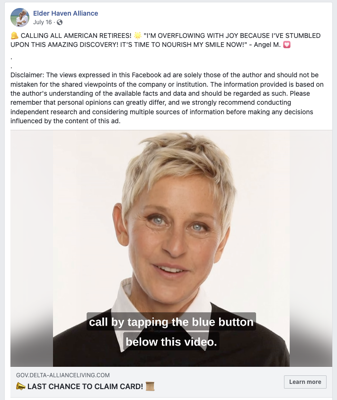 Elder Haven Alliance
July 16 ·
CALLING ALL AMERICAN RETIREES! "I'M OVERFLOWING WITH JOY BECAUSE I'VE STUMBLED
UPON THIS AMAZING DISCOVERY! IT'S TIME TO NOURISH MY SMILE NOW!" - Angel M.
.
.
Disclaimer: The views expressed in this Facebook ad are solely those of the author and should not be
mistaken for the shared viewpoints of the company or institution. The information provided is based on
the author's understanding of the available facts and data and should be regarded as such. Please
remember that personal opinions can greatly differ, and we strongly recommend conducting
independent research and considering multiple sources of information before making any decisions
influenced by the content of this ad.
call by tapping the blue button
below this video.
GOV.DELTA-ALLIANCELIVING.COM
LAST CHANCE TO CLAIM CARD!
Learn more